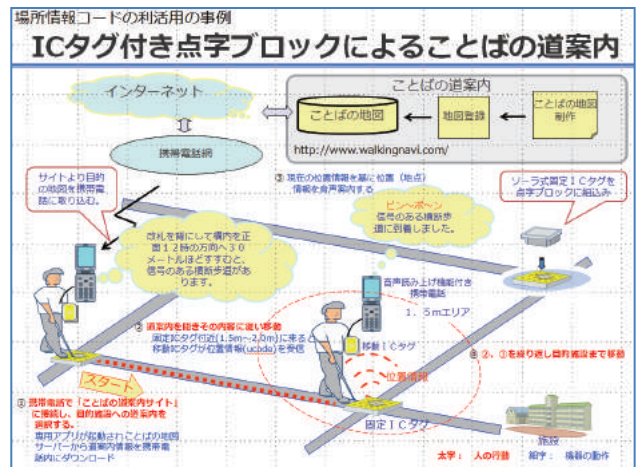 場所情報コードの利活用の事例
ICタグ付き点字ブロックによることばの道案内
インターネット
携帯電話網
ことばの道案内
ことばの地図
地図登録
ことばの地図
制作
http://www.walkingnavi.com/
サイトより目的
の地図を携帯電
話に取り込む。
③ 現在の位置情報を基に位置（地点）
情報を音声案内する
ソーラ式固定ＩＣタグを
点字ブロックに組込み
ピン～ポ～ン
信号のある横断歩
道に到着しました。
改札を背にして構内を正
面１２時の方向へ３０
メートルほどすすむと、
信号のある横断歩道があ
ります。
音声読み上げ機能付き
携帯電話
１．５ｍエリア
② 道案内を聞きその内容に従い移動
固定ICタグ付近(1.5m～2.0m)に来ると
移動ICタグが位置情報(ucode)を受信
移動ＩＣタグ
④ ②、③を繰り返し目的施設まで移動
位置情報
スタート
① 携帯電話で「ことばの道案内サイト」
に接続し、目的施設への道案内を
選択する。
専用アプリが起動されことばの地図
サーバーから道案内情報を携帯電
話内にダウンロード
固定ＩＣタグ
施設
太字： 人の行動
細字： 機器の動作